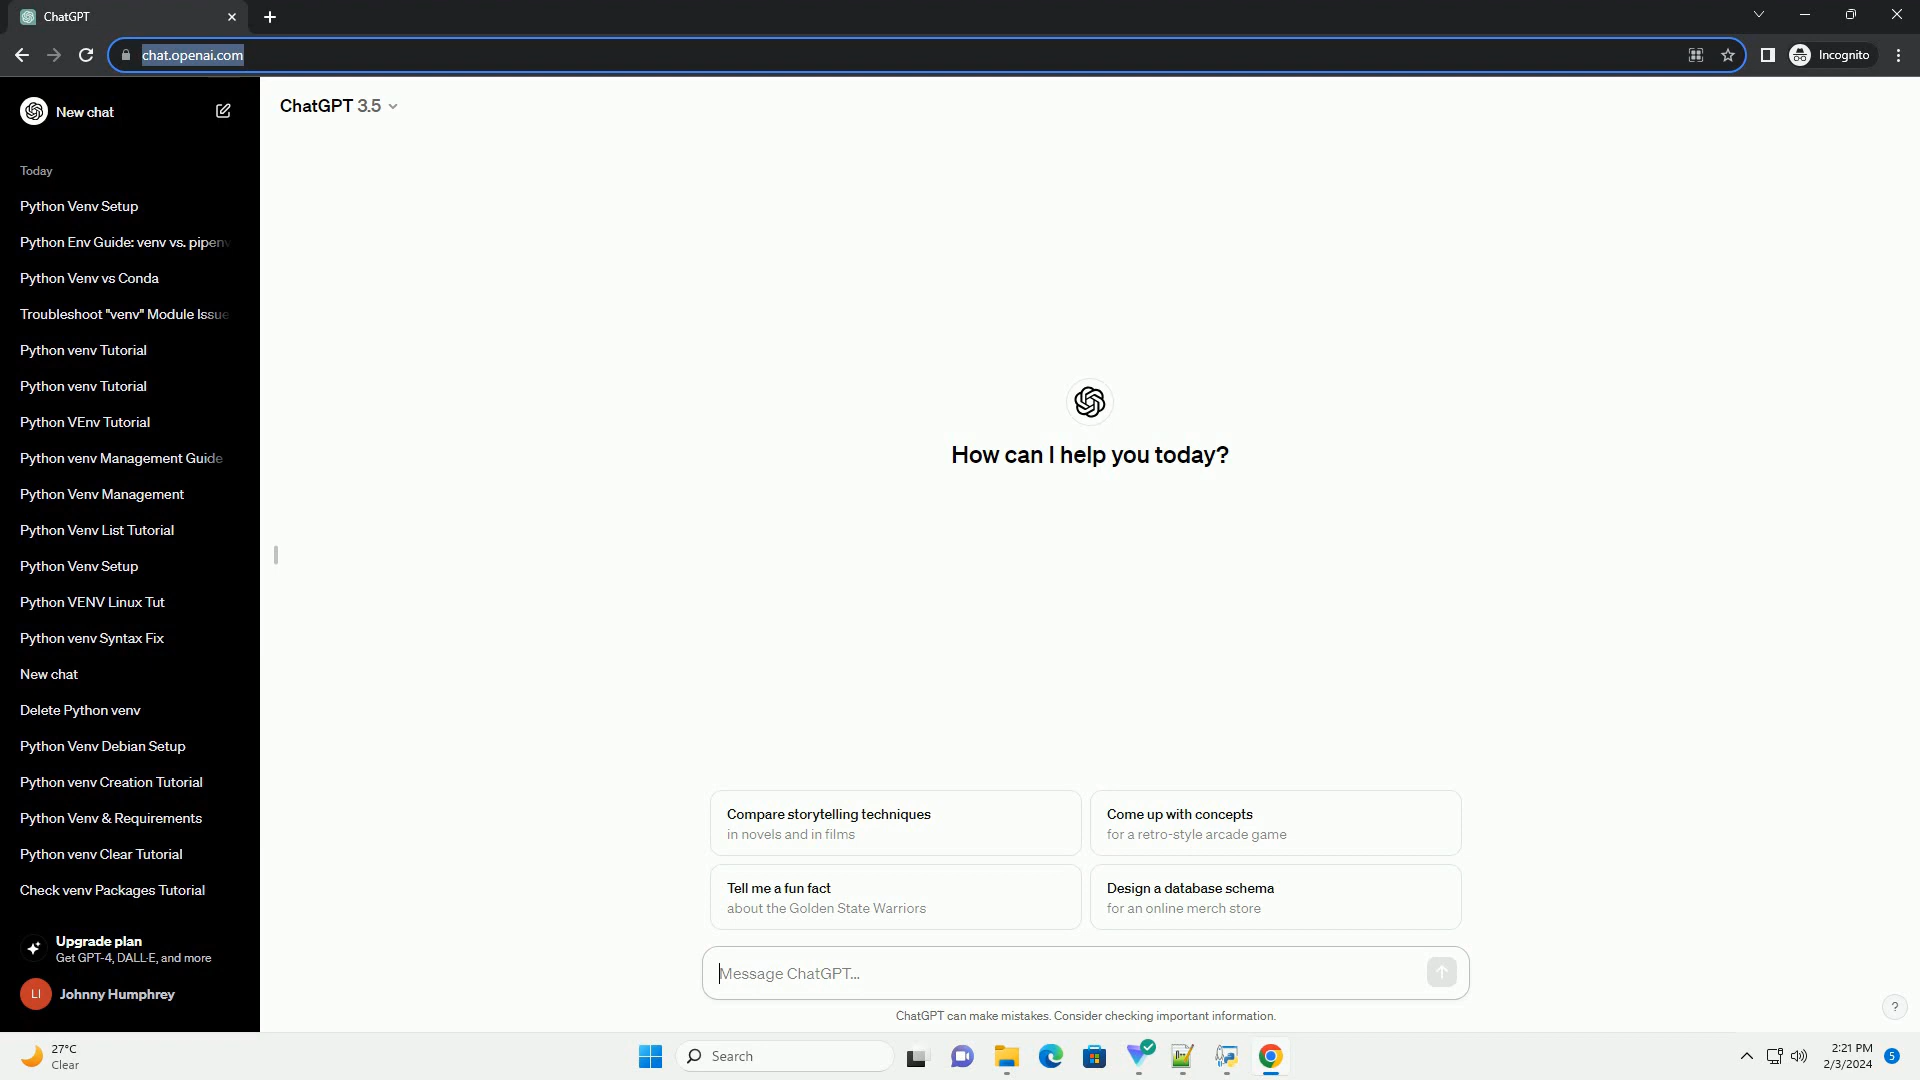 ChatGPT
chat.openai.com
Incognito
New chat
ChatGPT 3.5
Today
Python Venv Setup
Python Env Guide: venv vs. pipenv
Python Venv vs Conda
Troubleshoot "venv" Module Issue
Python venv Tutorial
Python venv Tutorial
Python VEnv Tutorial
Python venv Management Guide
Python Venv Management
Python Venv List Tutorial
Python Venv Setup
Python VENV Linux Tut
Python venv Syntax Fix
New chat
Delete Python venv
Python Venv Debian Setup
Python venv Creation Tutorial
Python Venv & Requirements
Python venv Clear Tutorial
Check venv Packages Tutorial
Upgrade plan
Get GPT-4, DALL·E, and more
LI
Johnny Humphrey
How can I help you today?
Compare storytelling techniques
in novels and in films
Come up with concepts
for a retro-style arcade game
Tell me a fun fact
about the Golden State Warriors
Design a database schema
for an online merch store
Message ChatGPT...
ChatGPT can make mistakes. Consider checking important information.
?
27°C
Clear
Search
2:21 PM
2/3/2024
5